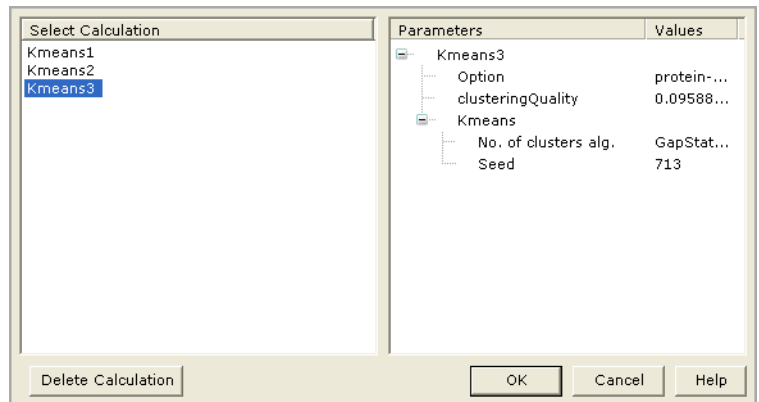 Select Calculation
Kmeans1
Kmeans2
Kmeans3
Parameters Values
Kmeans3
Option protein-...
clusteringQuality 0.09588...
Kmeans
No. of clusters alg. GapStat...
Seed 713
Delete Calculation OK Cancel Help